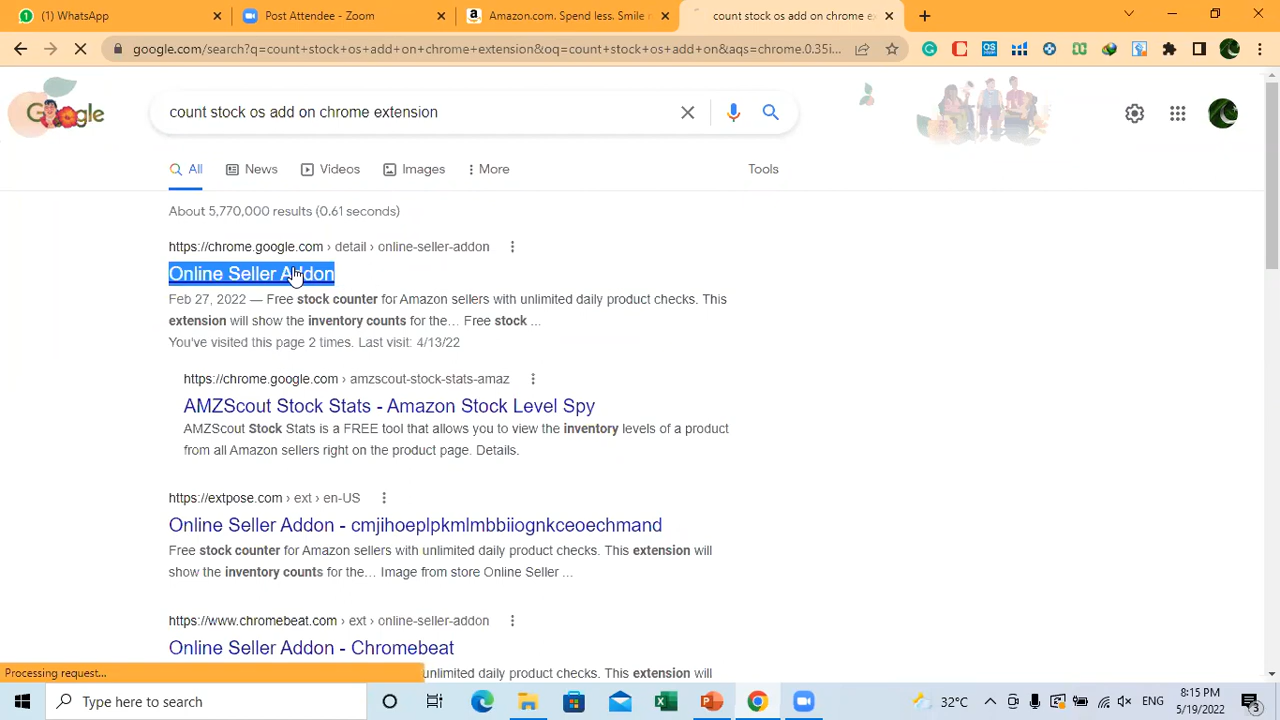 (1) WhatsApp
Post Attendee - Zoom
Amazon.com. Spend less. Smile m
count stock os add on chrome ex
google.com/search?q=count+stock+os+add+on+chrome+extension&oq=count+stock+os+add+on&aqs=chrome.0.35i...
Google
count stock os add on chrome extension
All
News
Videos
Images
More
Tools
About 5,770,000 results (0.61 seconds)
https://chrome.google.com › detail › online-seller-addon
Online Seller Addon
Feb 27, 2022 — Free stock counter for Amazon sellers with unlimited daily product checks. This
extension will show the inventory counts for the… Free stock ...
You've visited this page 2 times. Last visit: 4/13/22
https://chrome.google.com › amzscout-stock-stats-amaz
AMZScout Stock Stats - Amazon Stock Level Spy
AMZScout Stock Stats is a FREE tool that allows you to view the inventory levels of a product
from all Amazon sellers right on the product page. Details.
https://extpose.com › ext › en-US
Online Seller Addon - cmjihoeplpkmlmbbiiognkceoechmand
Free stock counter for Amazon sellers with unlimited daily product checks. This extension will
show the inventory counts for the… Image from store Online Seller ...
https://www.chromebeat.com › ext › online-seller-addon
Online Seller Addon - Chromebeat
Processing request...
unlimited daily product checks. This extension will
Type here to search
32°C
ENG
8:15 PM
5/19/2022
3